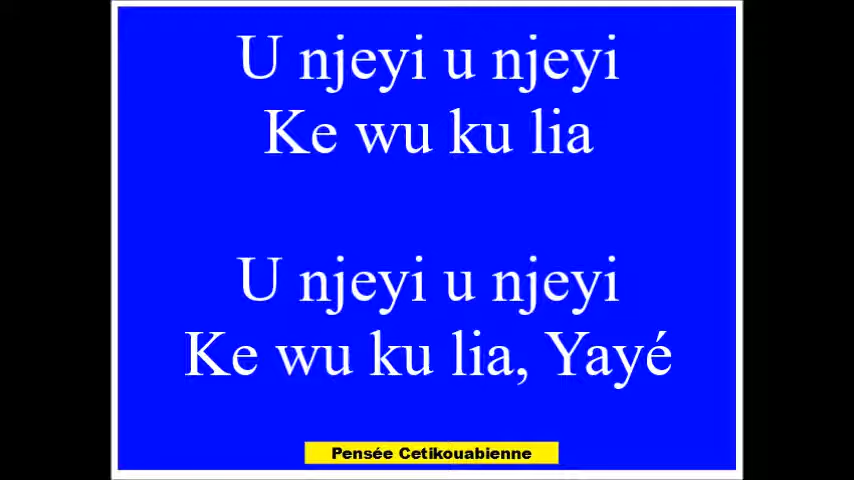 U njeyi u njeyi
Ke wu ku lia
U njeyi u njeyi
Ke wu ku lia, Yayé
Pensée Cetikouabienne